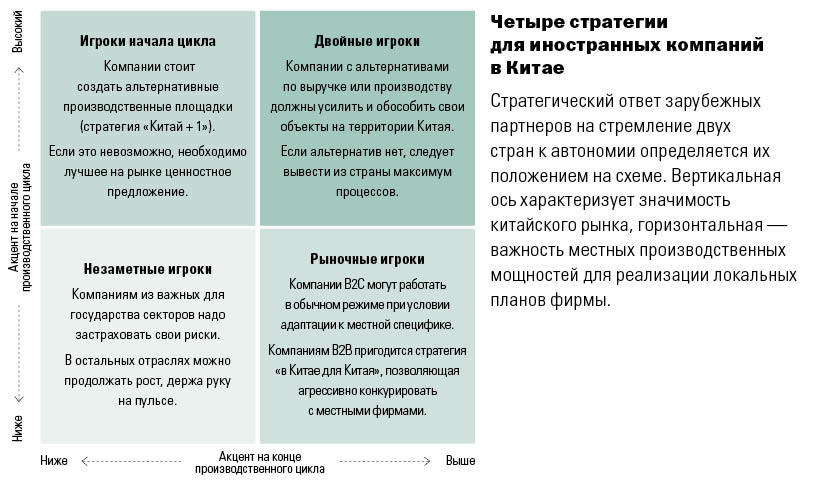 Четыре стратегии
для иностранных компаний
в Китае
Стратегический ответ зарубежных
партнеров на стремление двух
стран к автономии определяется их
положением на схеме. Вертикальная
ось характеризует значимость
китайского рынка, горизонтальная —
важность местных производственных
мощностей для реализации локальных
планов фирмы.
Высокий
Акцент на начале
производственного цикла
Ниже
Игроки начала цикла
Компании стоит
создать альтернативные
производственные площадки
(стратегия «Китай + 1»).
Если это невозможно, необходимо
лучшее на рынке ценностное
предложение.
Двойные игроки
Компании с альтернативами
по выручке или производству
должны усилить и обособить свои
объекты на территории Китая.
Если альтернатив нет, следует
вывести из страны максимум
процессов.
Незаметные игроки
Компаниям из важных для
государства секторов надо
застраховать свои риски.
В остальных отраслях можно
продолжать рост, держа руку
на пульсе.
Рыночные игроки
Компании B2C могут работать
в обычном режиме при условии
адаптации к местной специфике.
Компаниям B2B пригодится стратегия
«в Китае для Китая», позволяющая
агрессивно конкурировать
с местными фирмами.
Ниже
Акцент на конце
производственного цикла
Выше